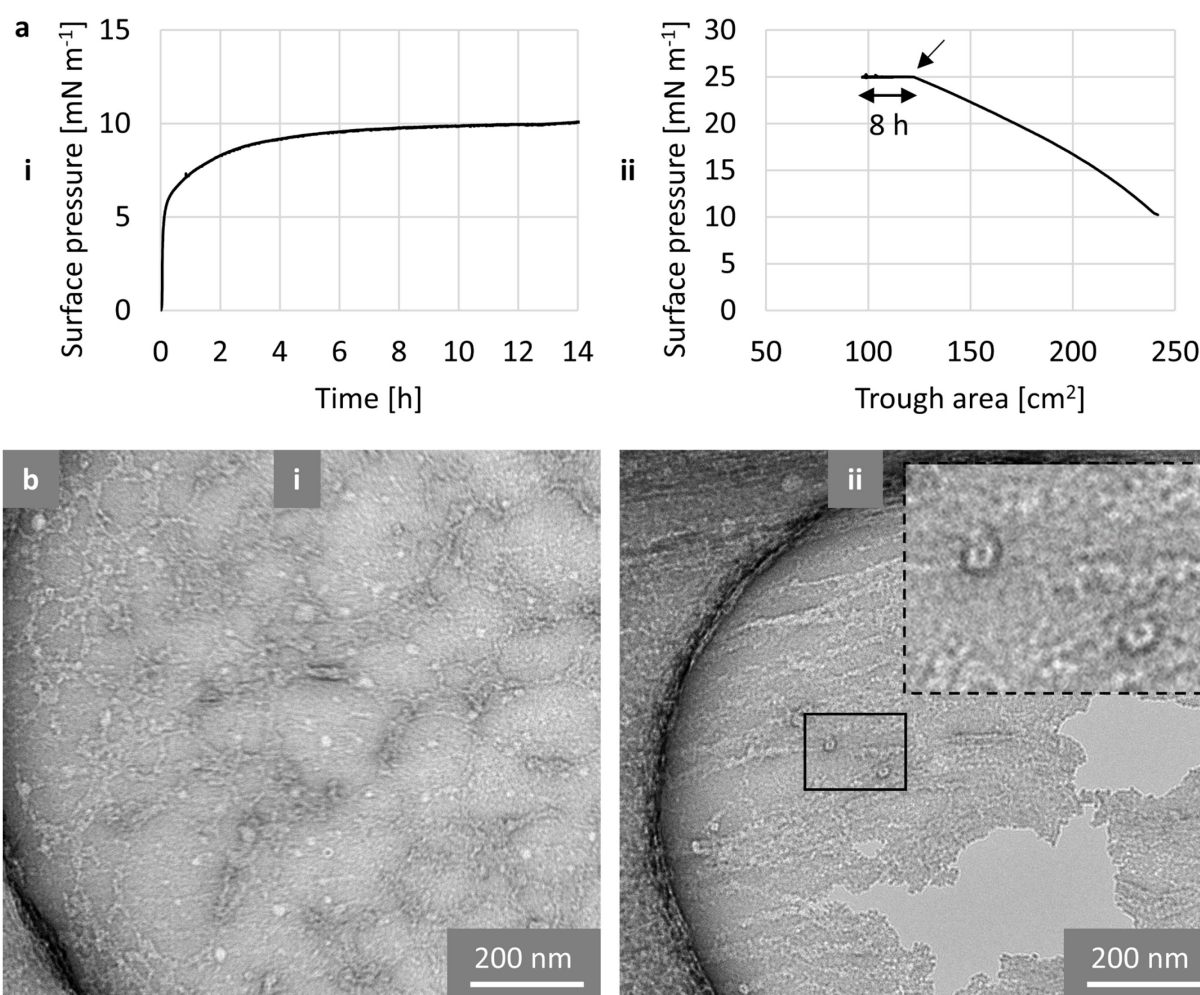 a
i
Surface pressure [mN m⁻¹]
15
10
5
0
0 2 4 6 8 10 12 14
Time [h]
ii
Surface pressure [mN m⁻¹]
30
25
20
15
10
5
0
8 h
50 100 150 200 250
Trough area [cm²]
b
i
200 nm
ii
200 nm